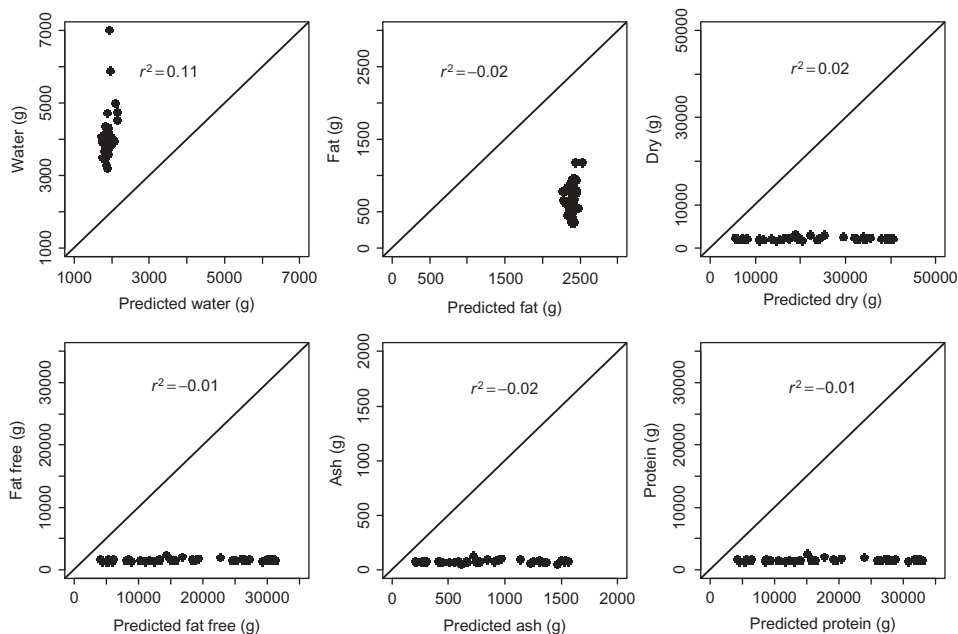 7000
5000
3000
1000
Water (g)
r²=0.11
1000 3000 5000 7000
Predicted water (g)
2500
1500
500
0
Fat (g)
r²=−0.02
0 500 1500 2500
Predicted fat (g)
50000
30000
10000
0
Dry (g)
r²=0.02
0 10000 30000 50000
Predicted dry (g)
30000
20000
10000
0
Fat free (g)
r²=−0.01
0 10000 20000 30000
Predicted fat free (g)
2000
1500
1000
500
0
Ash (g)
r²=−0.02
0 500 1000 1500 2000
Predicted ash (g)
30000
20000
10000
0
Protein (g)
r²=−0.01
0 10000 20000 30000
Predicted protein (g)